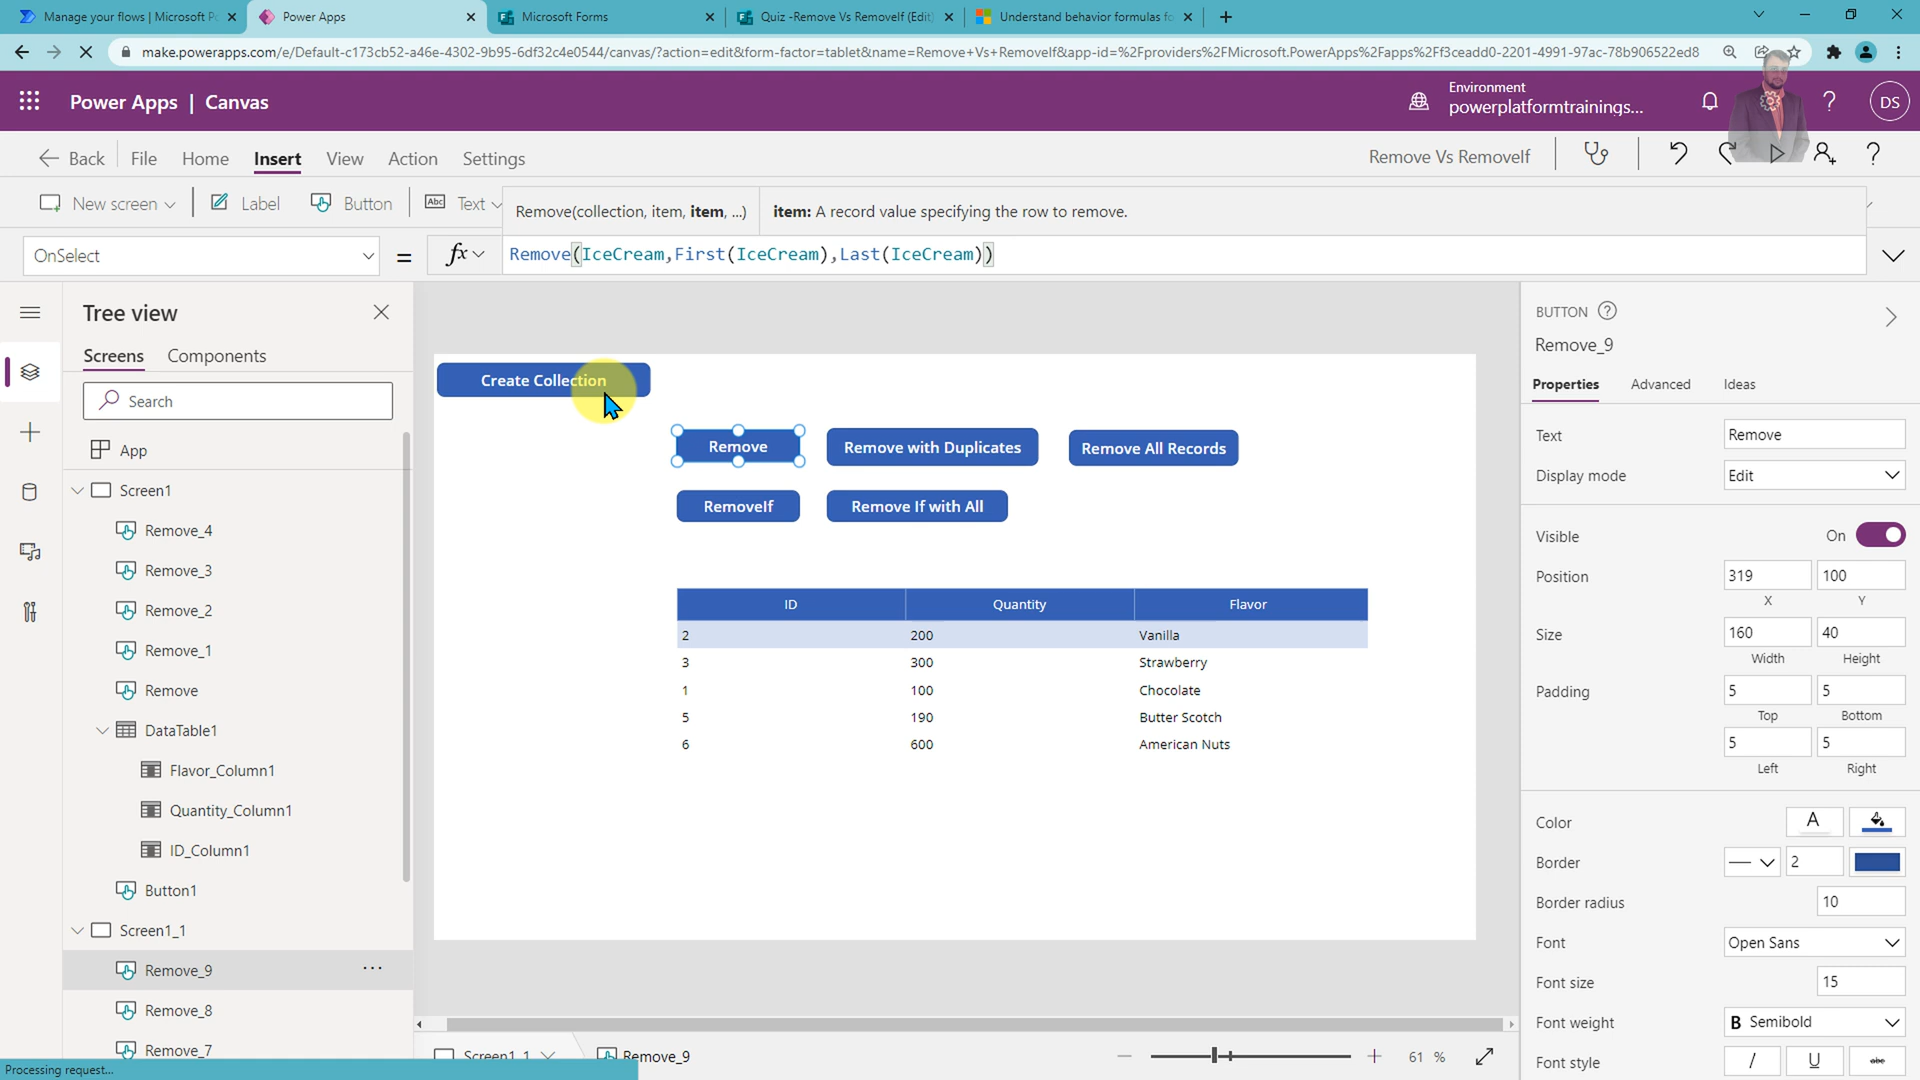 Manage your flows | Microsoft Po
Power Apps
Microsoft Forms
Quiz -Remove Vs RemoveIf (Edit)
Understand behavior formulas fo
make.powerapps.com/e/Default-c173cb52-a46e-4302-9b95-6df32c4e0544/canvas/?action=edit&form-factor=tablet&name=Remove+Vs+RemoveIf&app-id=%2Fproviders%2FMicrosoft.PowerApps%2Fapps%2Ff3ceadd0-2201-4991-97ac-78b906522ed8
Power Apps | Canvas
Environment
powerplatformtrainings...
DS
Back
File
Home
Insert
View
Action
Settings
Remove Vs RemoveIf
New screen
Label
Button
Abc
Text
Remove(collection, item, item, ...)
item: A record value specifying the row to remove.
OnSelect
=
fx
Remove(IceCream,First(IceCream),Last(IceCream))
Tree view
Screens
Components
Search
App
Screen1
Remove_4
Remove_3
Remove_2
Remove_1
Remove
DataTable1
Flavor_Column1
Quantity_Column1
ID_Column1
Button1
Screen1_1
Remove_9
Remove_8
Remove_7
Create Collection
Remove
Remove with Duplicates
Remove All Records
RemoveIf
Remove If with All
ID Quantity Flavor
2 200 Vanilla
3 300 Strawberry
1 100 Chocolate
5 190 Butter Scotch
6 600 American Nuts
BUTTON
Remove_9
Properties
Advanced
Ideas
Text Remove
Display mode Edit
Visible On
Position 319 100
X Y
Size 160 40
Width Height
Padding 5 5
Top Bottom
5 5
Left Right
Color A
Border 2
Border radius 10
Font Open Sans
Font size 15
Font weight B Semibold
Font style / U abc
Screen1_1
Remove_9
61 %
Processing request...